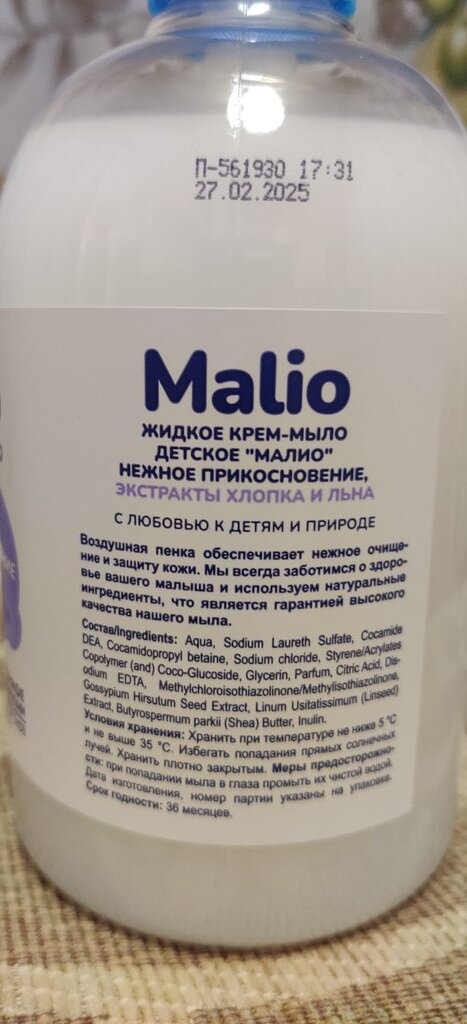 П-561930 17:31
27.02.2025
Malio
ЖИДКОЕ КРЕМ-МЫЛО
ДЕТСКОЕ "МАЛИО"
НЕЖНОЕ ПРИКОСНОВЕНИЕ,
ЭКСТРАКТЫ ХЛОПКА И ЛЬНА
С ЛЮБОВЬЮ К ДЕТЯМ И ПРИРОДЕ
Воздушная пенка обеспечивает нежное очище-
ние и защиту кожи. Мы всегда заботимся о здоро-
вье вашего малыша и используем натуральные
ингредиенты, что является гарантией высокого
качества нашего мыла.
Состав/Ingredients: Aqua, Sodium Laureth Sulfate, Cocamide
DEA, Cocamidopropyl betaine, Sodium chloride, Styrene/Acrylates
Copolymer (and) Coco-Glucoside, Glycerin, Parfum, Citric Acid, Dis-
odium EDTA, Methylchloroisothiazolinone/Methylisothiazolinone,
Gossypium Hirsutum Seed Extract, Linum Usitatissimum (Linseed)
Extract, Butyrospermum parkii (Shea) Butter, Inulin.
Условия хранения: Хранить при температуре не ниже 5 °С
и не выше 35 °С. Избегать попадания прямых солнечных
лучей. Хранить плотно закрытым. Меры предосторожно-
сти: при попадании мыла в глаза промыть их чистой водой.
Дата изготовления, номер партии указаны на упаковке.
Срок годности: 36 месяцев.